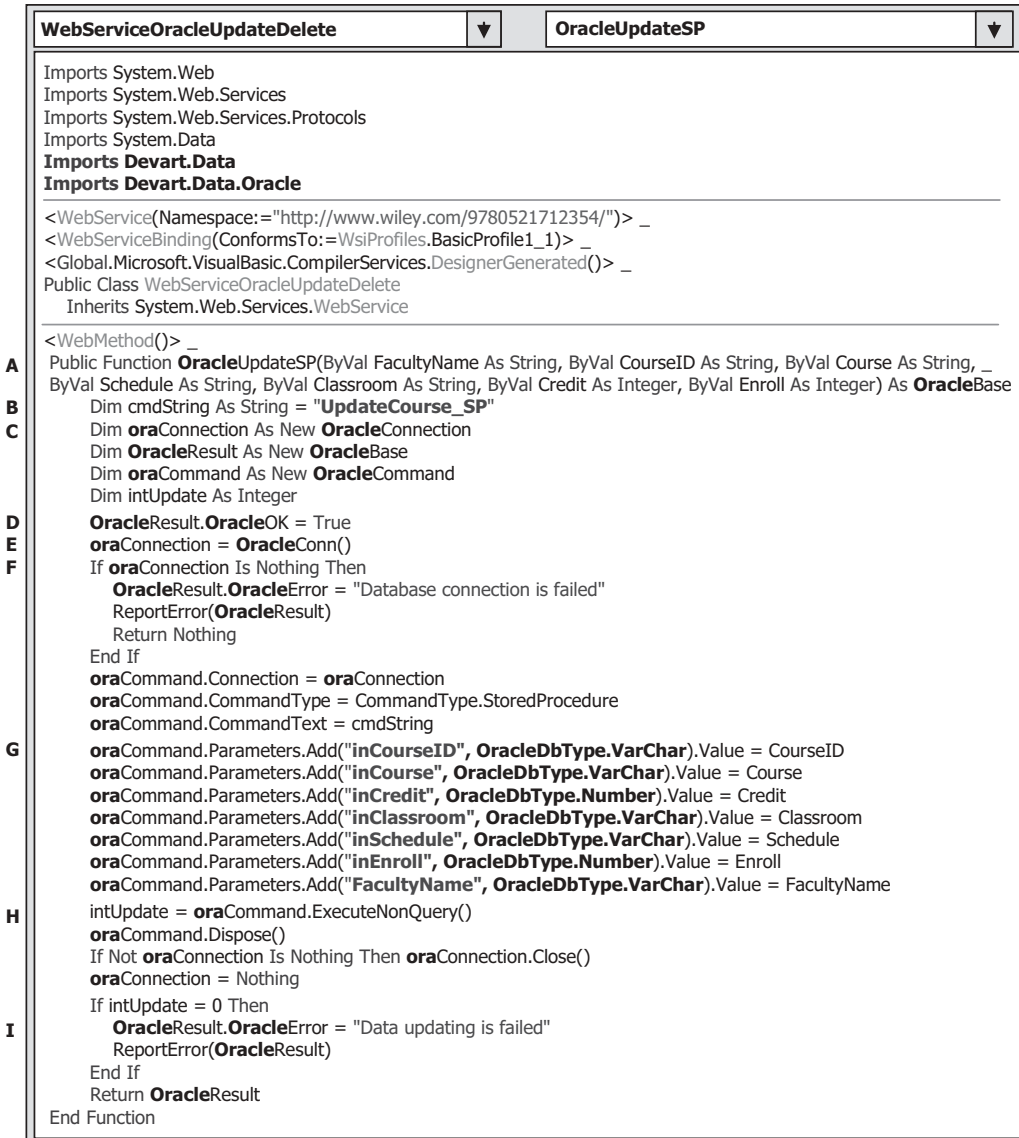 WebServiceOracleUpdateDelete OracleUpdateSP
Imports System.Web
Imports System.Web.Services
Imports System.Web.Services.Protocols
Imports System.Data
Imports Devart.Data
Imports Devart.Data.Oracle
<WebService(Namespace:="http://www.wiley.com/9780521712354/")> _
<WebServiceBinding(ConformsTo:=WsiProfiles.BasicProfile1_1)> _
<Global.Microsoft.VisualBasic.CompilerServices.DesignerGenerated()> _
Public Class WebServiceOracleUpdateDelete
Inherits System.Web.Services.WebService
<WebMethod()> _
A Public Function OracleUpdateSP(ByVal FacultyName As String, ByVal CourseID As String, ByVal Course As String, _
ByVal Schedule As String, ByVal Classroom As String, ByVal Credit As Integer, ByVal Enroll As Integer) As OracleBase
B Dim cmdString As String = "UpdateCourse_SP"
C Dim oraConnection As New OracleConnection
Dim OracleResult As New OracleBase
Dim oraCommand As New OracleCommand
Dim intUpdate As Integer
D OracleResult.OracleOK = True
E oraConnection = OracleConn()
F If oraConnection Is Nothing Then
OracleResult.OracleError = "Database connection is failed"
ReportError(OracleResult)
Return Nothing
End If
oraCommand.Connection = oraConnection
oraCommand.CommandType = CommandType.StoredProcedure
oraCommand.CommandText = cmdString
G oraCommand.Parameters.Add("inCourseID", OracleDbType.VarChar).Value = CourseID
oraCommand.Parameters.Add("inCourse", OracleDbType.VarChar).Value = Course
oraCommand.Parameters.Add("inCredit", OracleDbType.Number).Value = Credit
oraCommand.Parameters.Add("inClassroom", OracleDbType.VarChar).Value = Classroom
oraCommand.Parameters.Add("inSchedule", OracleDbType.VarChar).Value = Schedule
oraCommand.Parameters.Add("inEnroll", OracleDbType.Number).Value = Enroll
oraCommand.Parameters.Add("FacultyName", OracleDbType.VarChar).Value = FacultyName
H intUpdate = oraCommand.ExecuteNonQuery()
oraCommand.Dispose()
If Not oraConnection Is Nothing Then oraConnection.Close()
oraConnection = Nothing
If intUpdate = 0 Then
I OracleResult.OracleError = "Data updating is failed"
ReportError(OracleResult)
End If
Return OracleResult
End Function